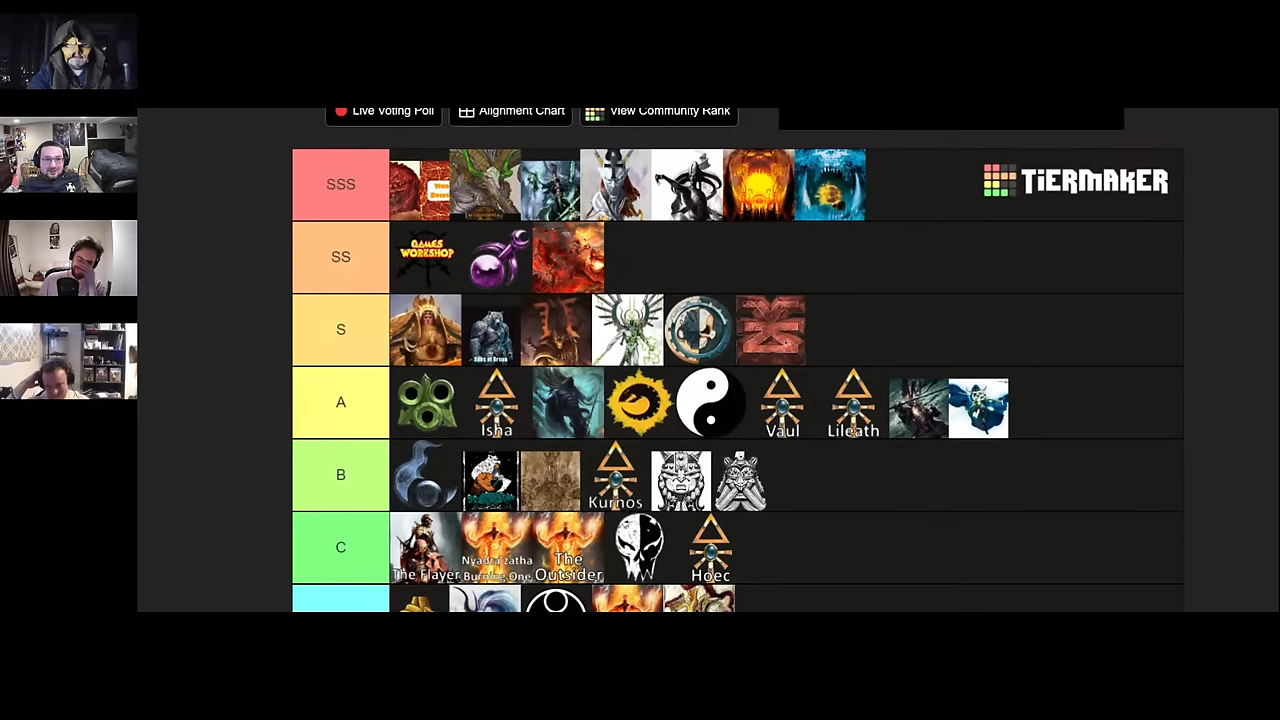 Live Voting Poll
Alignment Chart
View Community Rank
SSS
TiERMAKER
SS
GAMES
WORKSHOP
S
A
Isha
Vaul
Lileath
B
Kurnos
C
The Flayer
Nyadra'zatha
Burning One
The
Outsider
Hoec